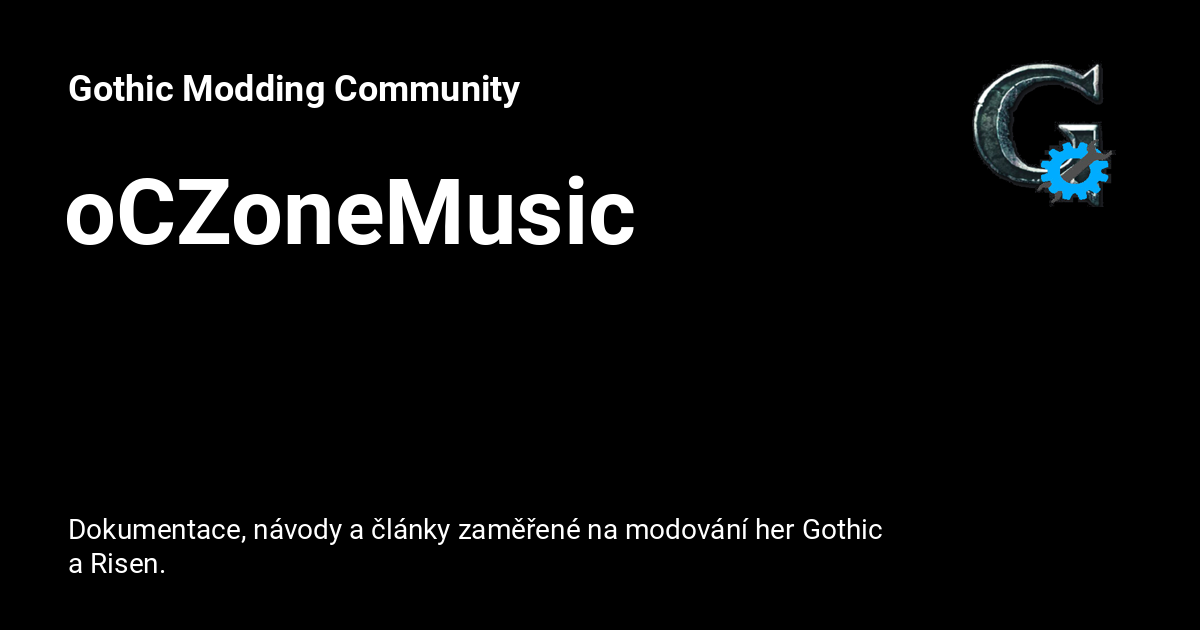 Gothic Modding Community
oCZoneMusic
Dokumentace, návody a články zaměřené na modování her Gothic
a Risen.